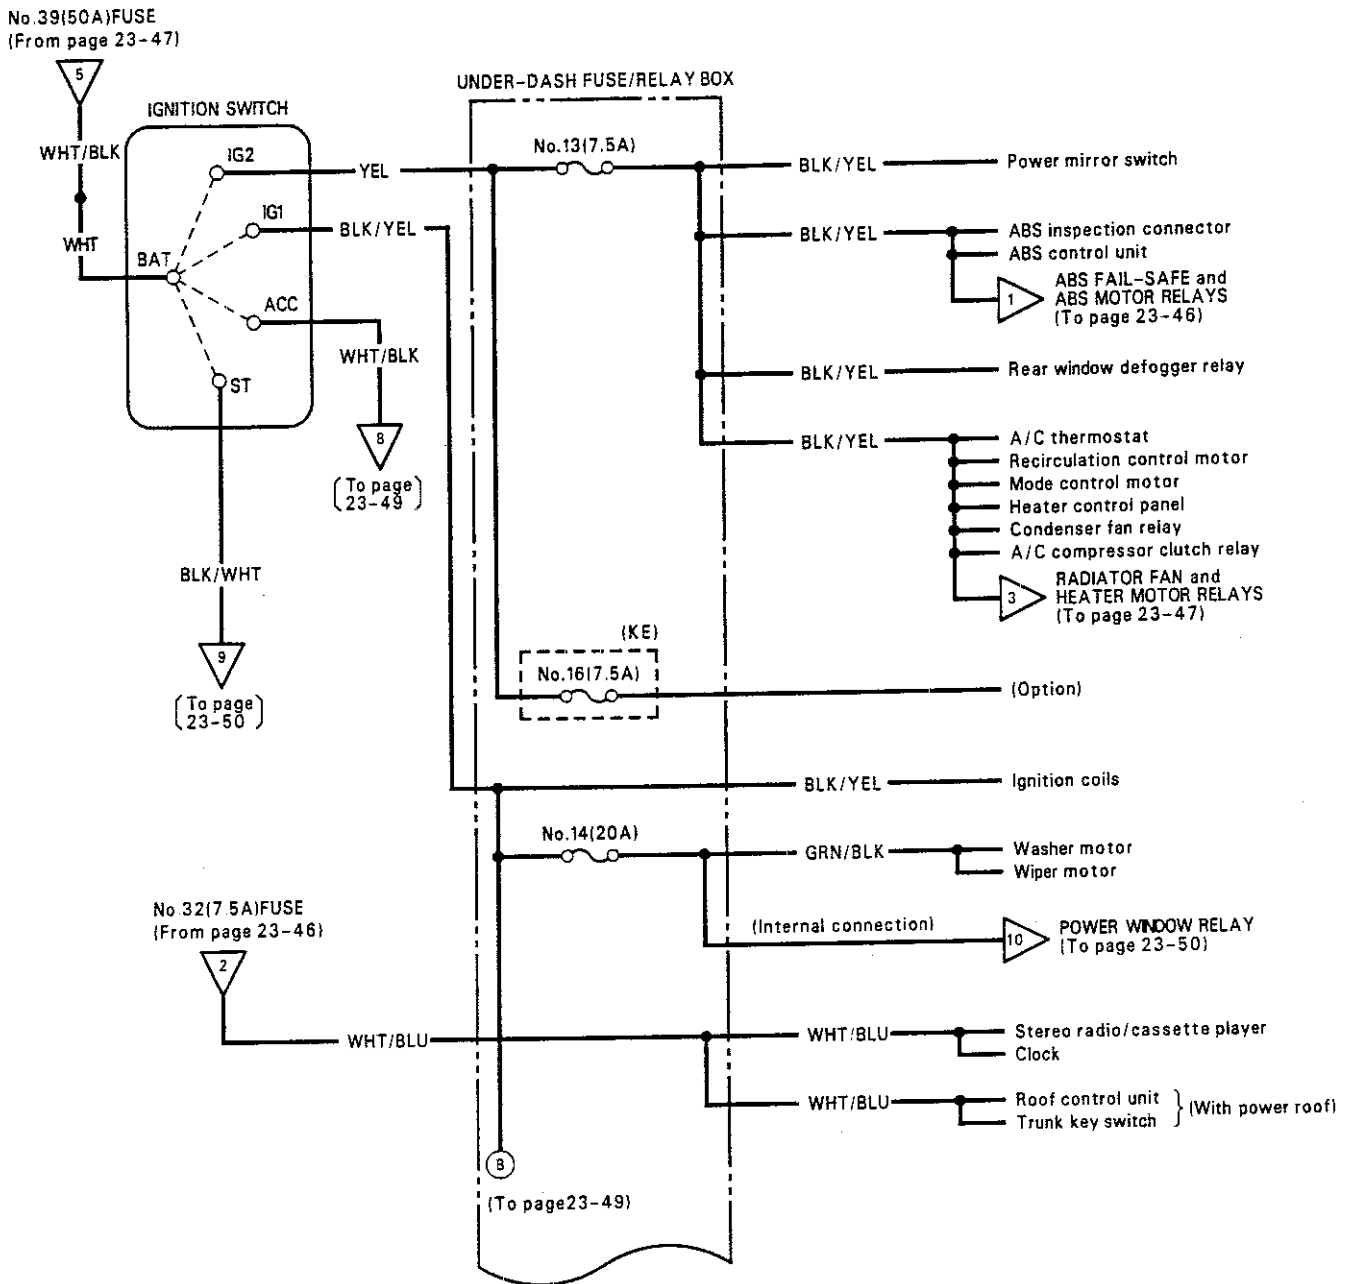 No.39(50A)FUSE
(From page 23-47)
5
UNDER-DASH FUSE/RELAY BOX
IGNITION SWITCH
WHT/BLK
IG2
YEL
No.13(7.5A)
BLK/YEL
Power mirror switch
IG1
BLK/YEL
BLK/YEL
ABS inspection connector
ABS control unit
WHT
BAT
1
ABS FAIL-SAFE and
ABS MOTOR RELAYS
(To page 23-46)
ACC
WHT/BLK
BLK/YEL
Rear window defogger relay
ST
8
(To page
23-49)
BLK/YEL
A/C thermostat
Recirculation control motor
Mode control motor
Heater control panel
Condenser fan relay
A/C compressor clutch relay
BLK/WHT
3
RADIATOR FAN and
HEATER MOTOR RELAYS
(To page 23-47)
9
(To page
23-50)
(KE)
No.16(7.5A)
(Option)
BLK/YEL
Ignition coils
No.14(20A)
GRN/BLK
Washer motor
Wiper motor
No.32(7.5A)FUSE
(From page 23-46)
2
(Internal connection)
10
POWER WINDOW RELAY
(To page 23-50)
WHT/BLU
WHT/BLU
Stereo radio/cassette player
Clock
WHT/BLU
Roof control unit
Trunk key switch
(With power roof)
B
(To page23-49)